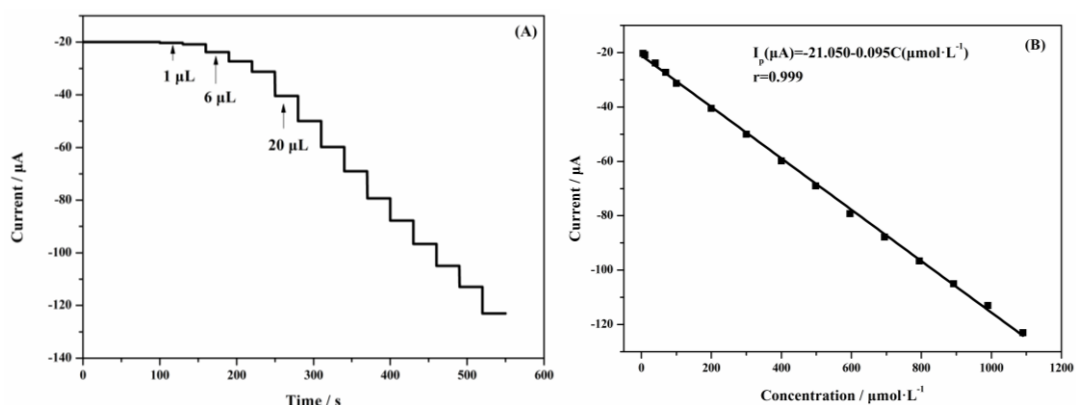 (A)
-20
-40
-60
-80
-100
-120
-140
1 µL
6 µL
20 µL
Current / µA
0 100 200 300 400 500 600
Time / s
(B)
I_p(µA)=-21.050-0.095C(µmol·L⁻¹)
r=0.999
-20
-40
-60
-80
-100
-120
Current / µA
0 200 400 600 800 1000 1200
Concentration / µmol·L⁻¹